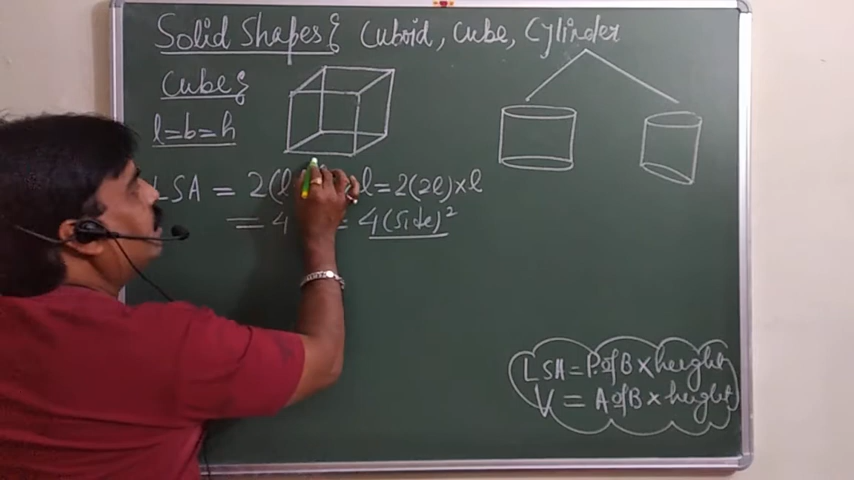 Solid Shapes} Cuboid, Cube, Cylinder
Cube}
l=b=h
LSA = 2(l l = 2(2l)×l
= 4 = 4(Side)²
LSA = P.of B × height
V = A of B × height